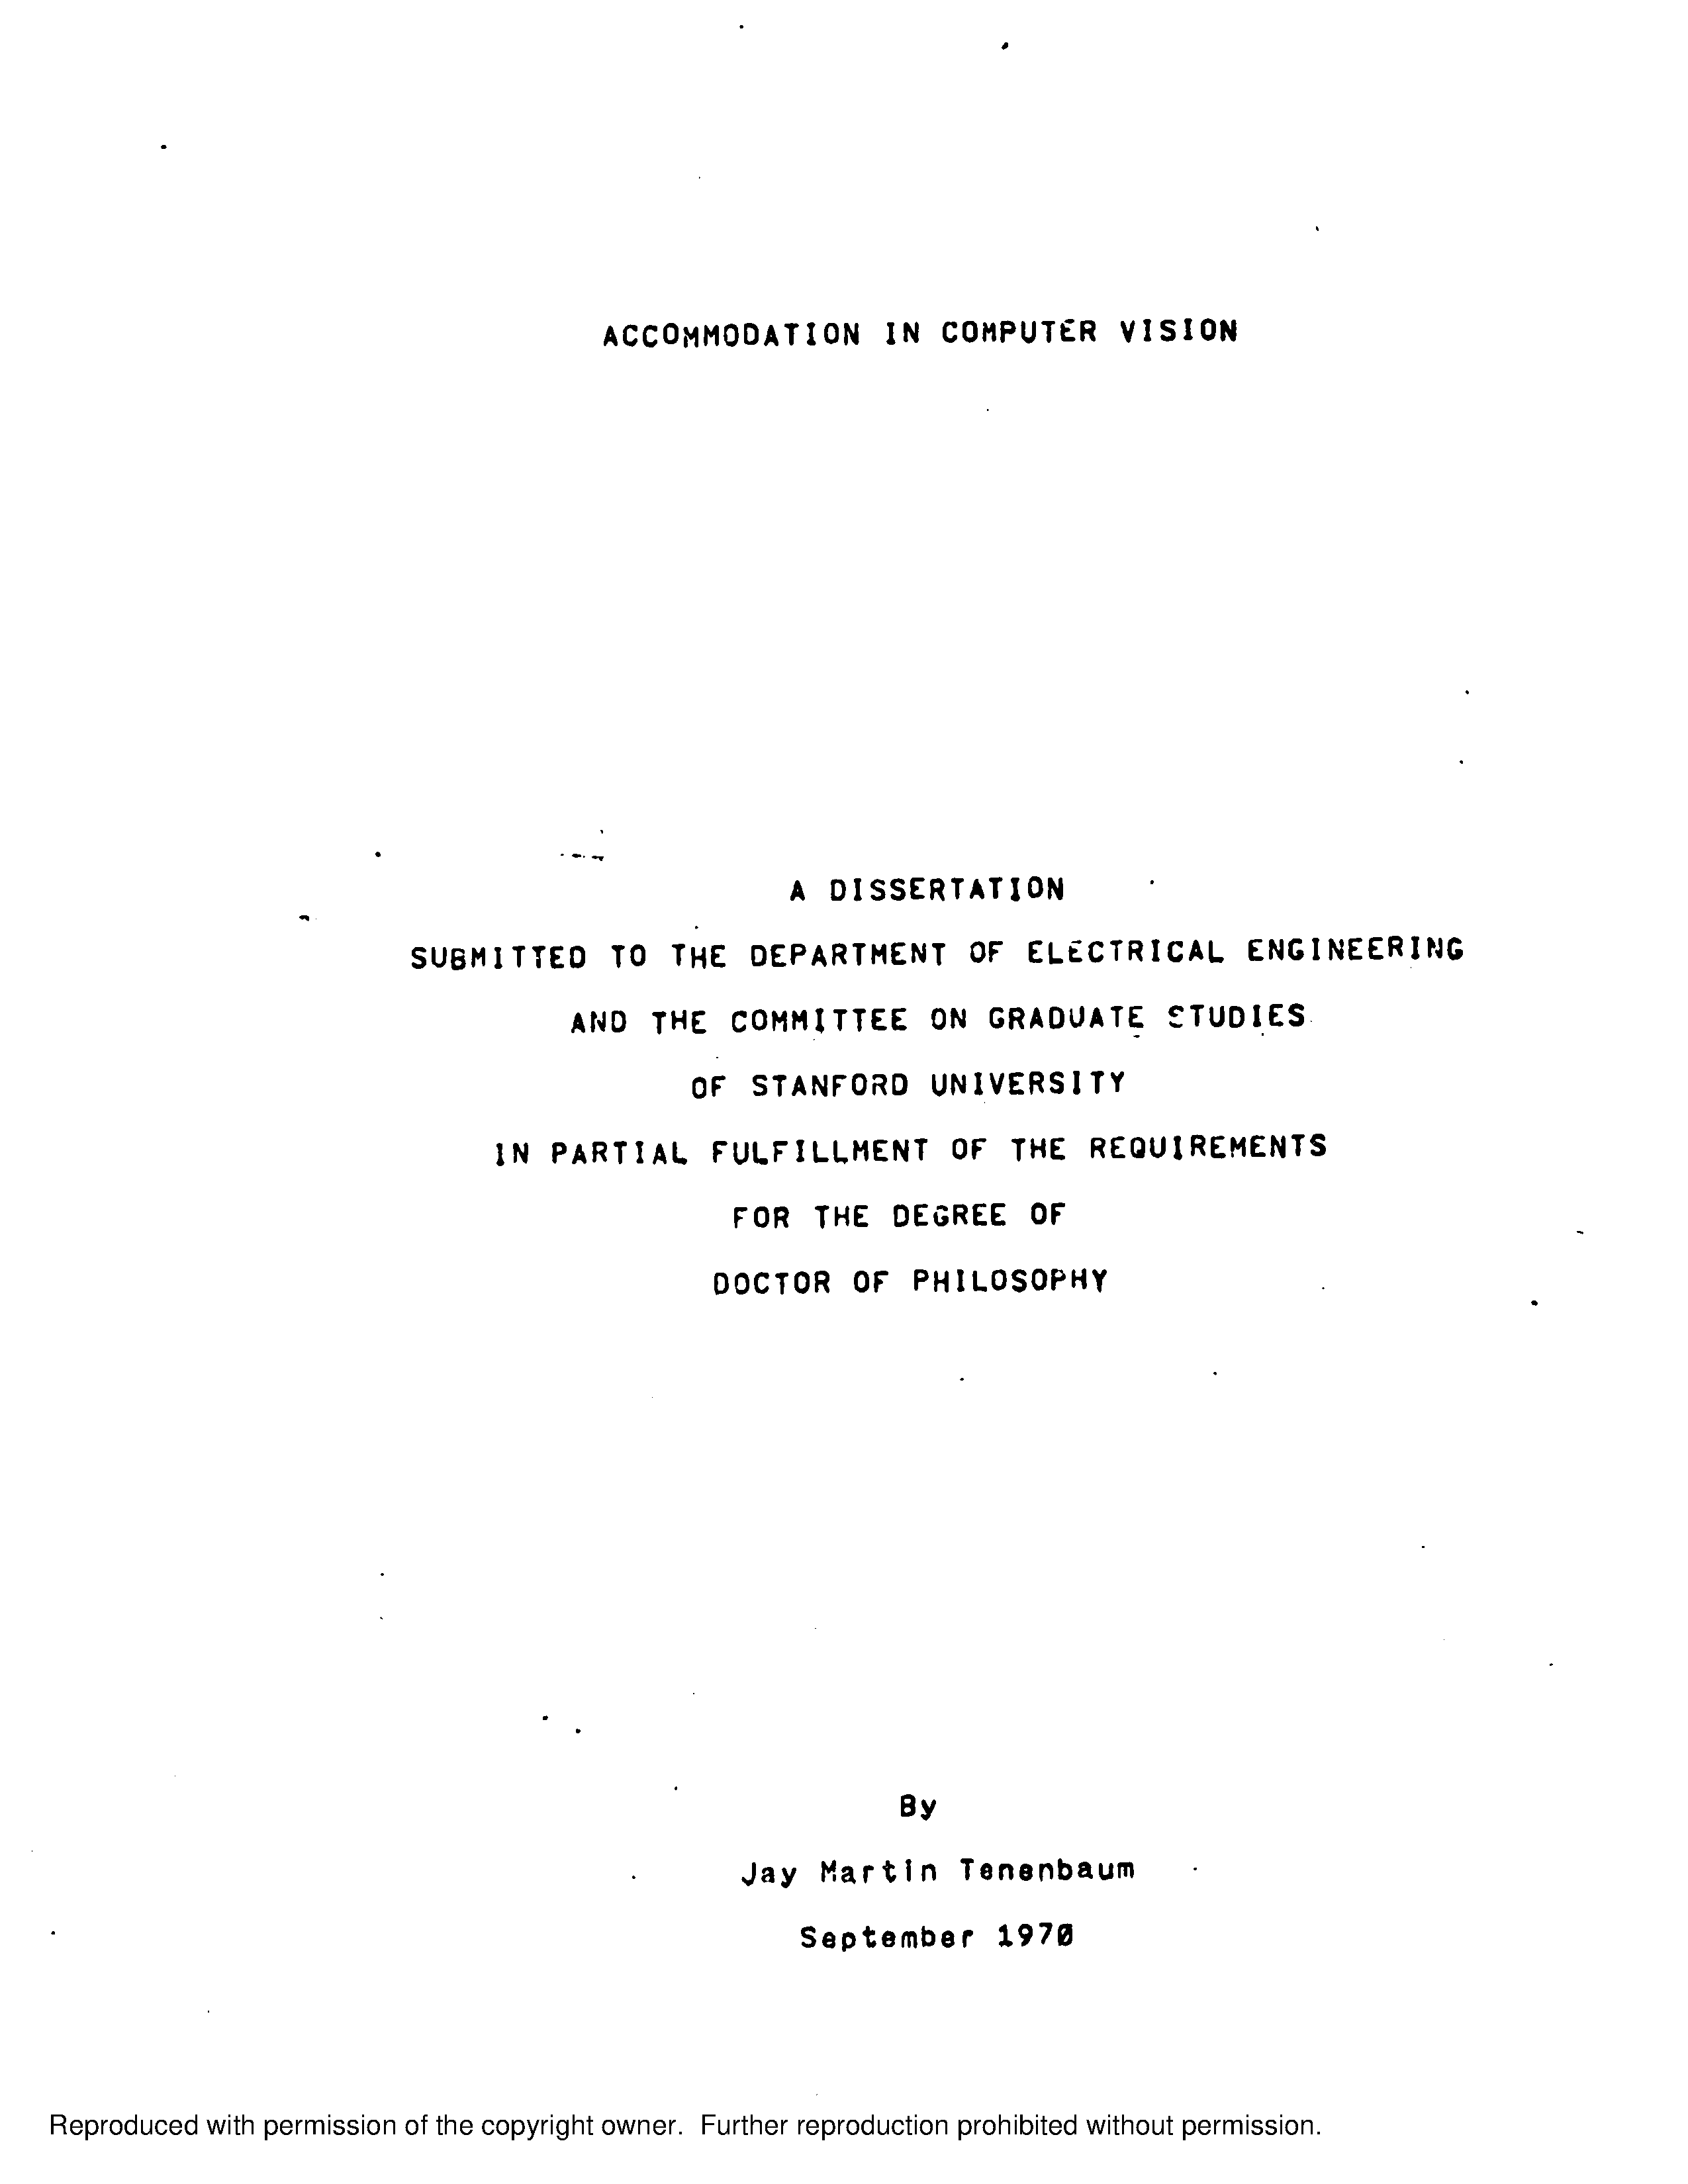 ACCOMMODATION IN COMPUTER VISION
A DISSERTATION
SUBMITTED TO THE DEPARTMENT OF ELECTRICAL ENGINEERING
AND THE COMMITTEE ON GRADUATE STUDIES
OF STANFORD UNIVERSITY
IN PARTIAL FULFILLMENT OF THE REQUIREMENTS
FOR THE DEGREE OF
DOCTOR OF PHILOSOPHY
By
Jay Martin Tenenbaum
September 1970
Reproduced with permission of the copyright owner. Further reproduction prohibited without permission.